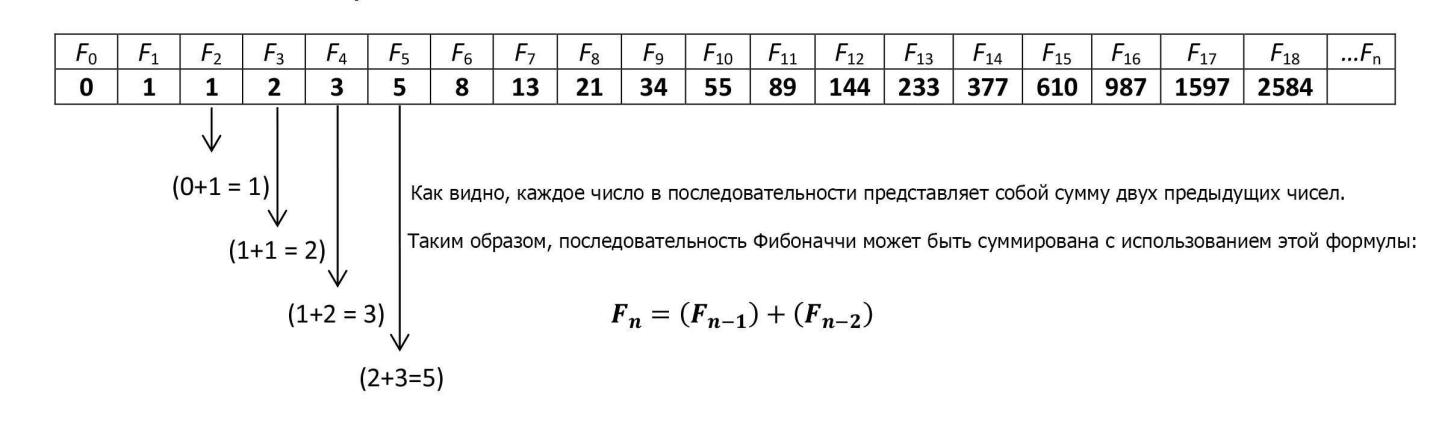 F₀ F₁ F₂ F₃ F₄ F₅ F₆ F₇ F₈ F₉ F₁₀ F₁₁ F₁₂ F₁₃ F₁₄ F₁₅ F₁₆ F₁₇ F₁₈ ...Fₙ
0 1 1 2 3 5 8 13 21 34 55 89 144 233 377 610 987 1597 2584
(0+1 = 1)
Как видно, каждое число в последовательности представляет собой сумму двух предыдущих чисел.
(1+1 = 2)
Таким образом, последовательность Фибоначчи может быть суммирована с использованием этой формулы:
(1+2 = 3)
Fₙ = (Fₙ₋₁) + (Fₙ₋₂)
(2+3=5)